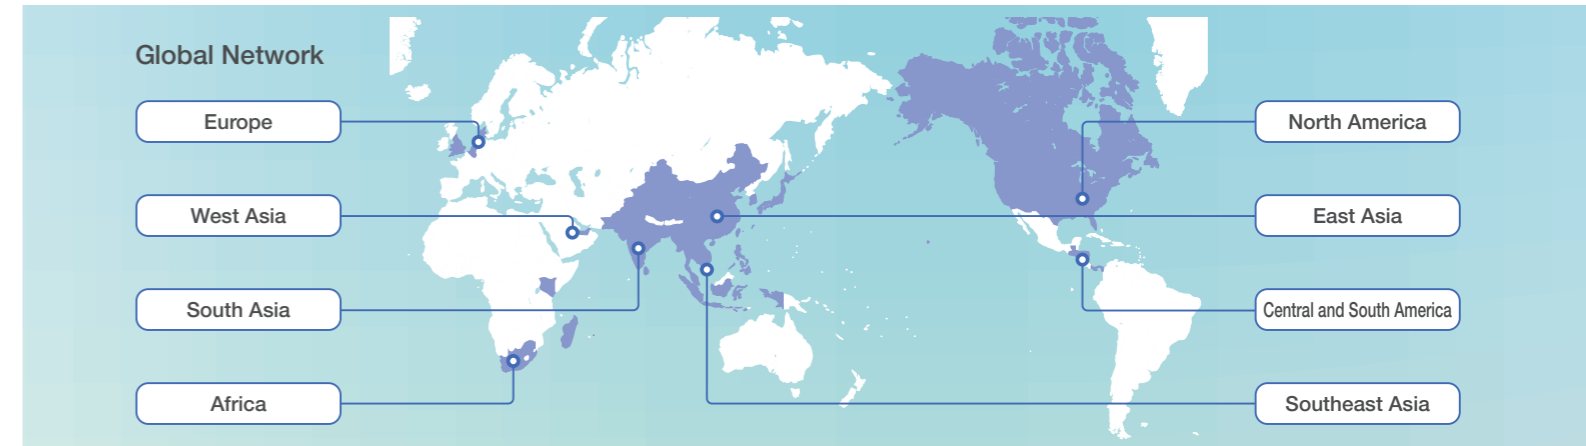 Global Network
Europe
West Asia
South Asia
Africa
North America
East Asia
Central and South America
Southeast Asia